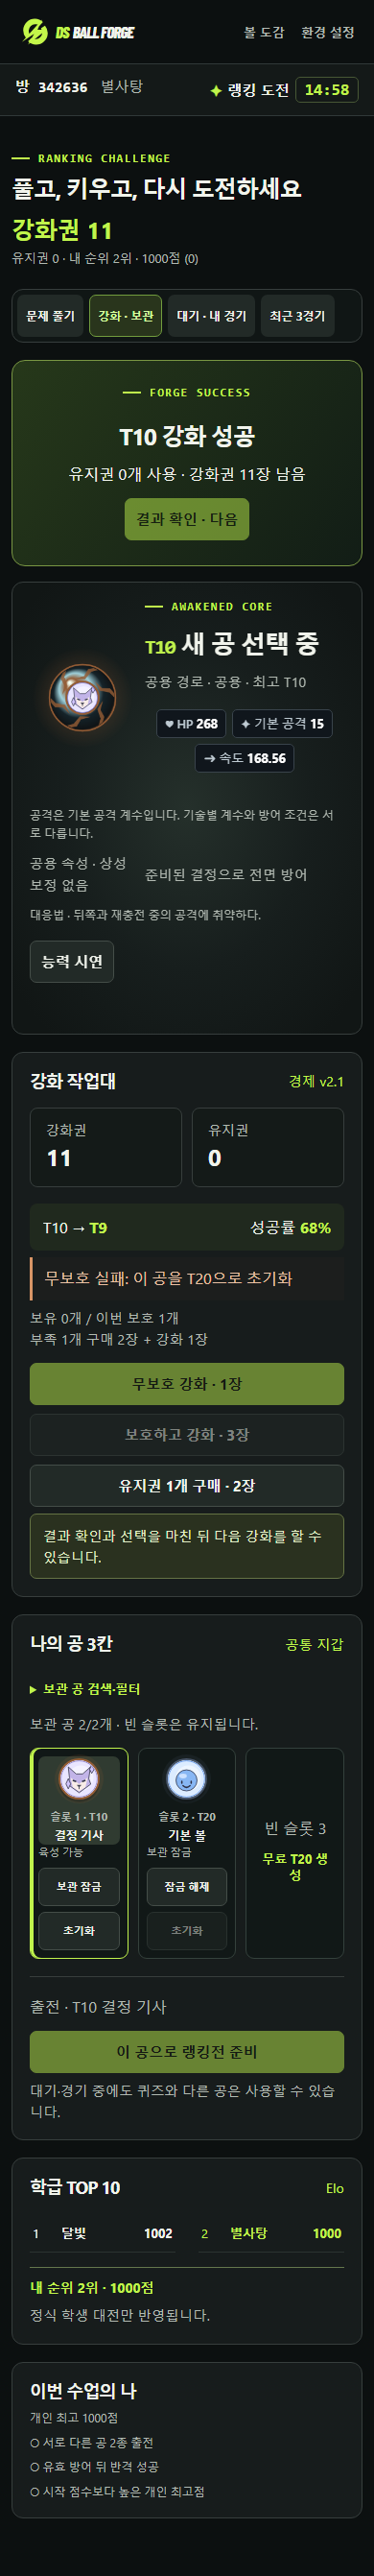 DS BALL FORGE
볼 도감 환경 설정
방 342636 별사탕 ✦ 랭킹 도전 14:58
RANKING CHALLENGE
풀고, 키우고, 다시 도전하세요
강화권 11
유지권 0 · 내 순위 2위 · 1000점 (0)
문제 풀기 강화 · 보관 대기 · 내 경기 최근 3경기
FORGE SUCCESS
T10 강화 성공
유지권 0개 사용 · 강화권 11장 남음
결과 확인 · 다음
AWAKENED CORE
T10 새 공 선택 중
공용 경로 · 공용 · 최고 T10
♥ HP 268 ✦ 기본 공격 15
→ 속도 168.56
공격은 기본 공격 계수입니다. 기술별 계수와 방어 조건은 서
로 다릅니다.
공용 속성 · 상성
보정 없음
준비된 결정으로 전면 방어
대응법 · 뒤쪽과 재충전 중의 공격에 취약하다.
능력 시연
강화 작업대 경제 v2.1
강화권 유지권
11 0
T10 → T9 성공률 68%
무보호 실패: 이 공을 T20으로 초기화
보유 0개 / 이번 보호 1개
부족 1개 구매 2장 + 강화 1장
무보호 강화 · 1장
보호하고 강화 · 3장
유지권 1개 구매 · 2장
결과 확인과 선택을 마친 뒤 다음 강화를 할 수
있습니다.
나의 공 3칸 공통 지갑
▶ 보관 공 검색·필터
보관 공 2/2개 · 빈 슬롯은 유지됩니다.
슬롯 1 · T10
결정 기사
육성 가능
보관 잠금
초기화
슬롯 2 · T20
기본 볼
보관 잠금
잠금 해제
초기화
빈 슬롯 3
무료 T20 생
성
출전 · T10 결정 기사
이 공으로 랭킹전 준비
대기·경기 중에도 퀴즈와 다른 공은 사용할 수 있습
니다.
학급 TOP 10 Elo
1 달빛 1002 2 별사탕 1000
내 순위 2위 · 1000점
정식 학생 대전만 반영됩니다.
이번 수업의 나
개인 최고 1000점
○ 서로 다른 공 2종 출전
○ 유효 방어 뒤 반격 성공
○ 시작 점수보다 높은 개인 최고점